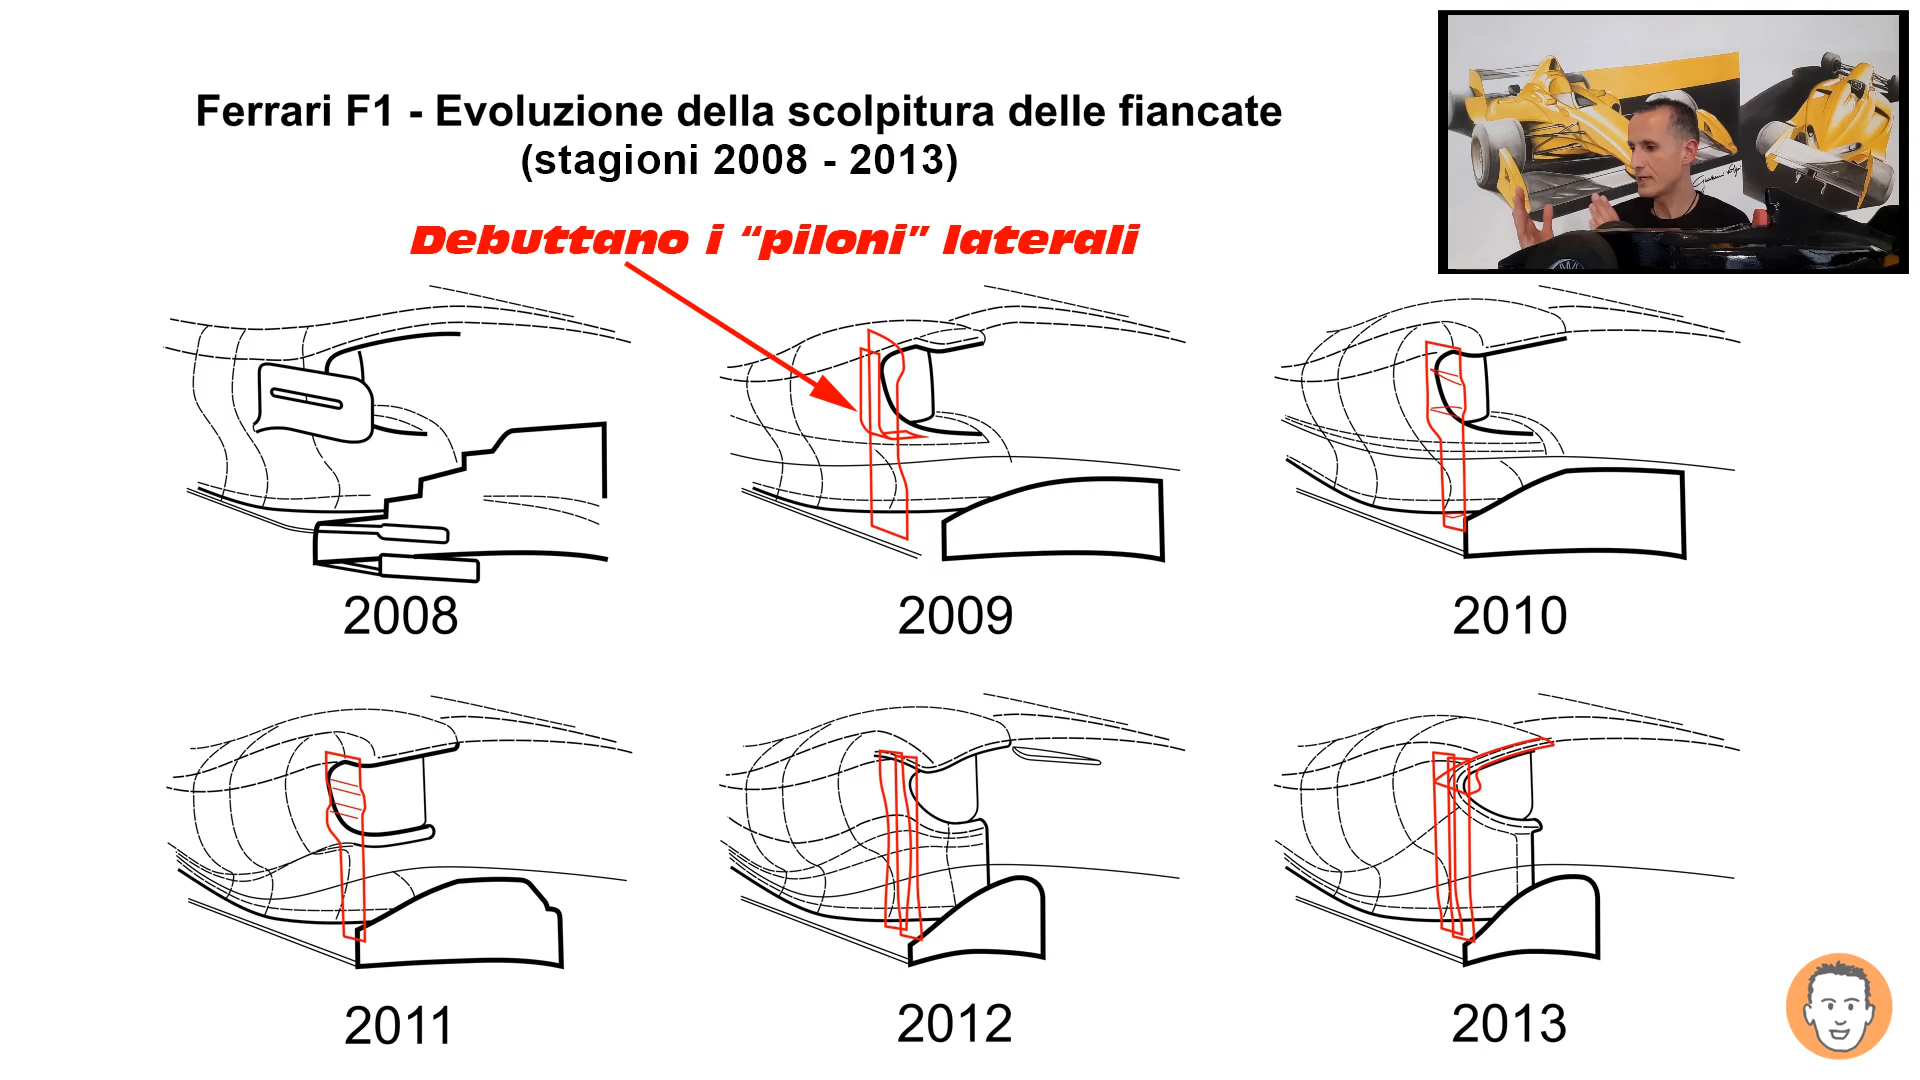 Ferrari F1 - Evoluzione della scolpitura delle fiancate
(stagioni 2008 - 2013)
Debuttano i “piloni” laterali
2008
2009
2010
2011
2012
2013